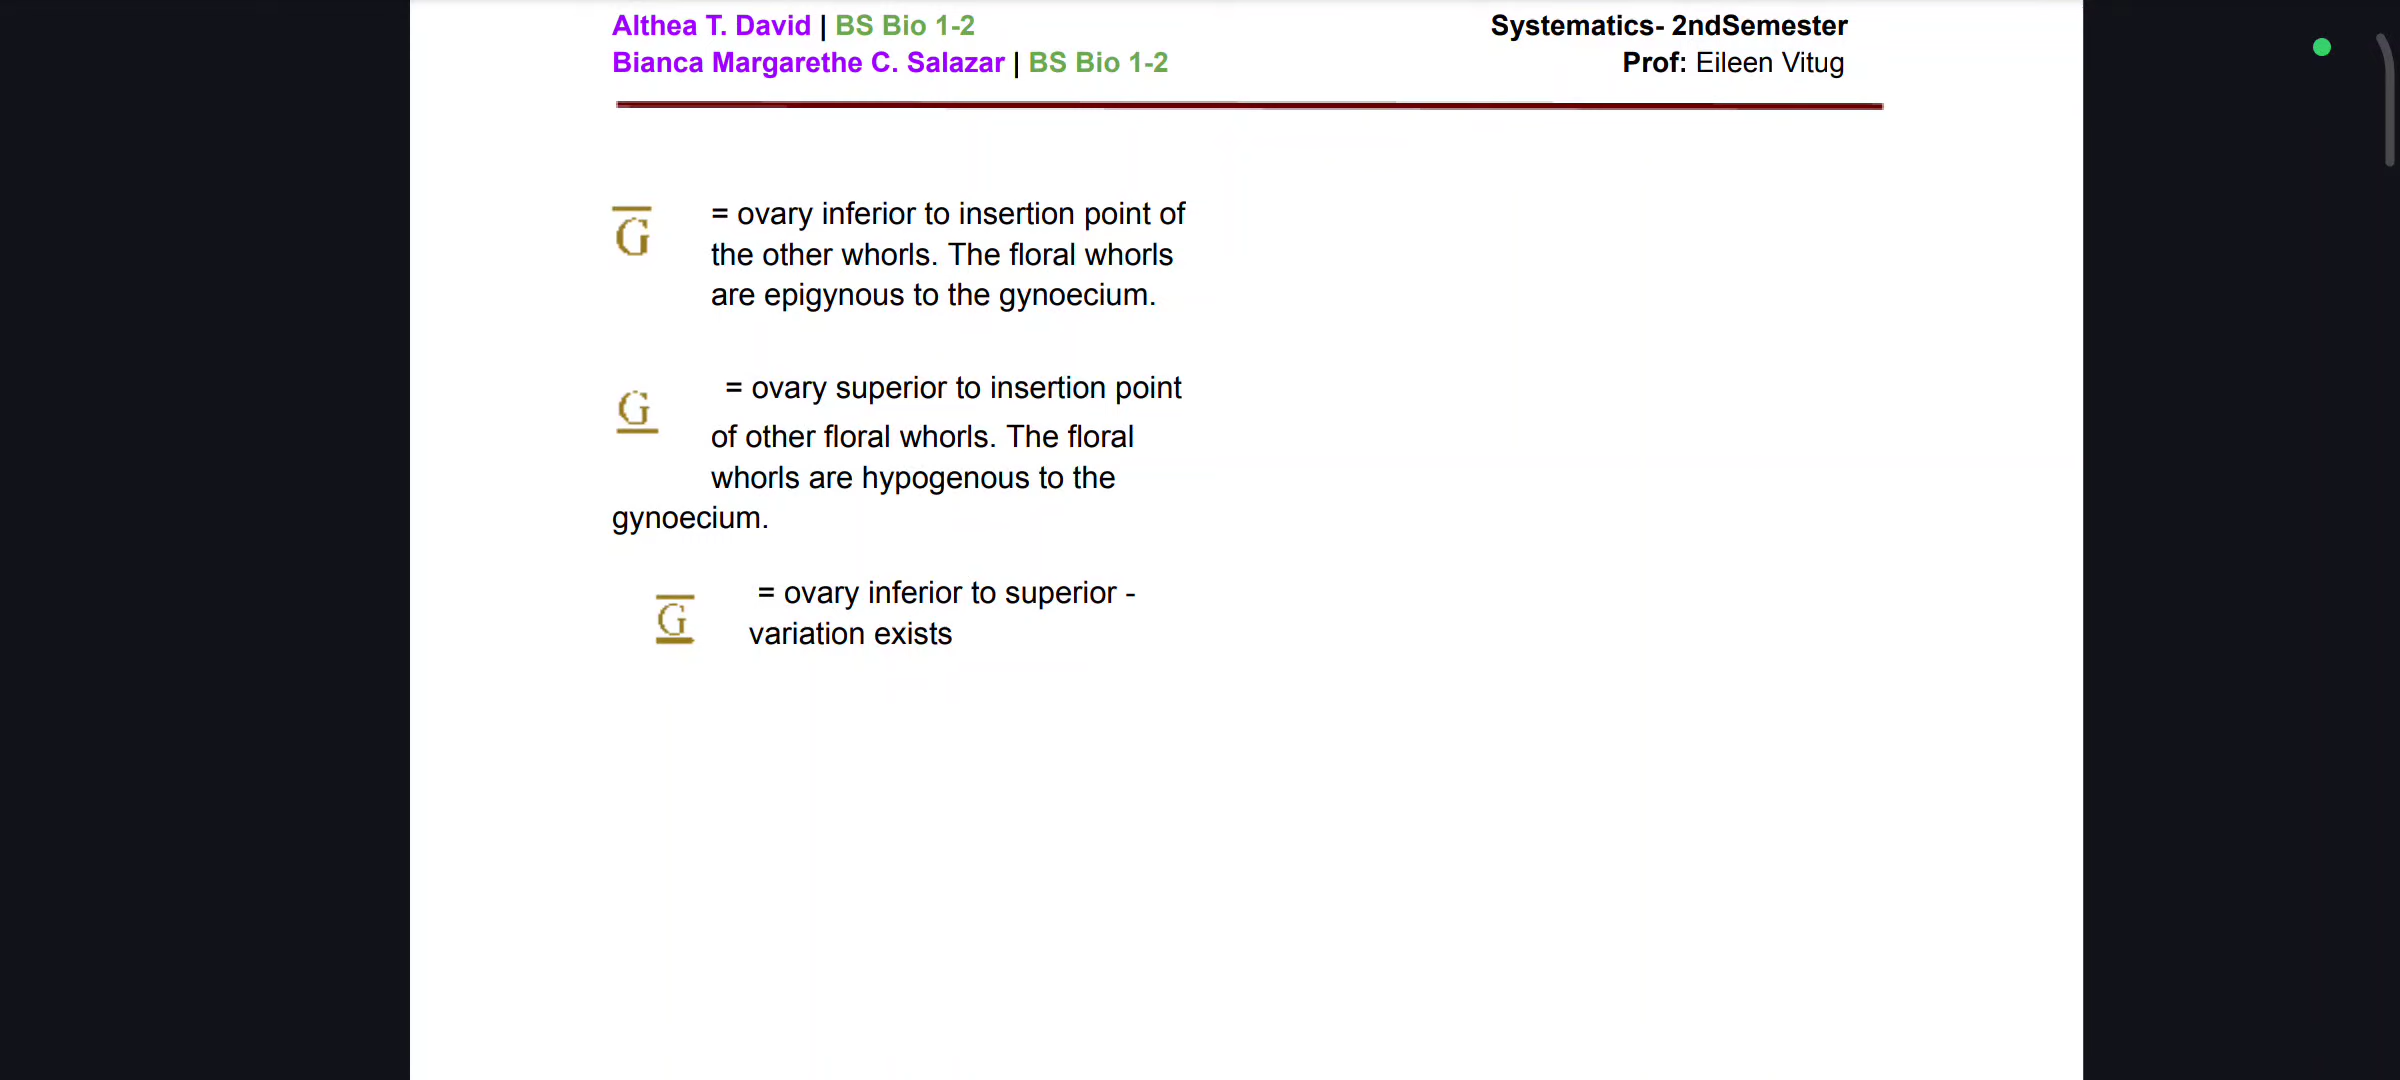 Althea T. David | BS Bio 1-2
Systematics- 2ndSemester
Bianca Margarethe C. Salazar | BS Bio 1-2
Prof: Eileen Vitug
G̅ = ovary inferior to insertion point of
the other whorls. The floral whorls
are epigynous to the gynoecium.
G̲ = ovary superior to insertion point
of other floral whorls. The floral
whorls are hypogenous to the
gynoecium.
G̲̅ = ovary inferior to superior -
variation exists